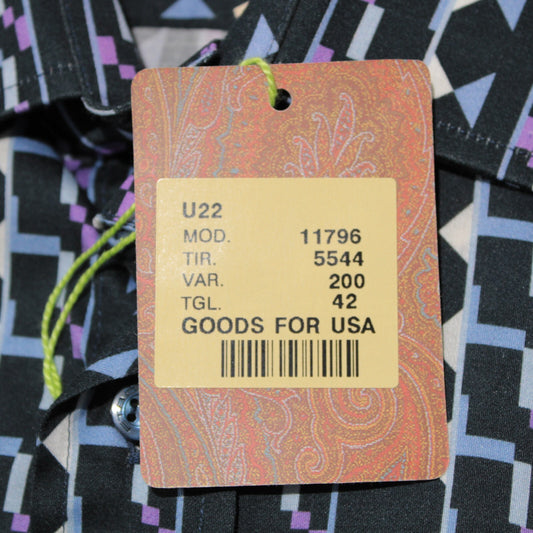 U22
MOD. 11796
TIR. 5544
VAR. 200
TGL. 42
GOODS FOR USA